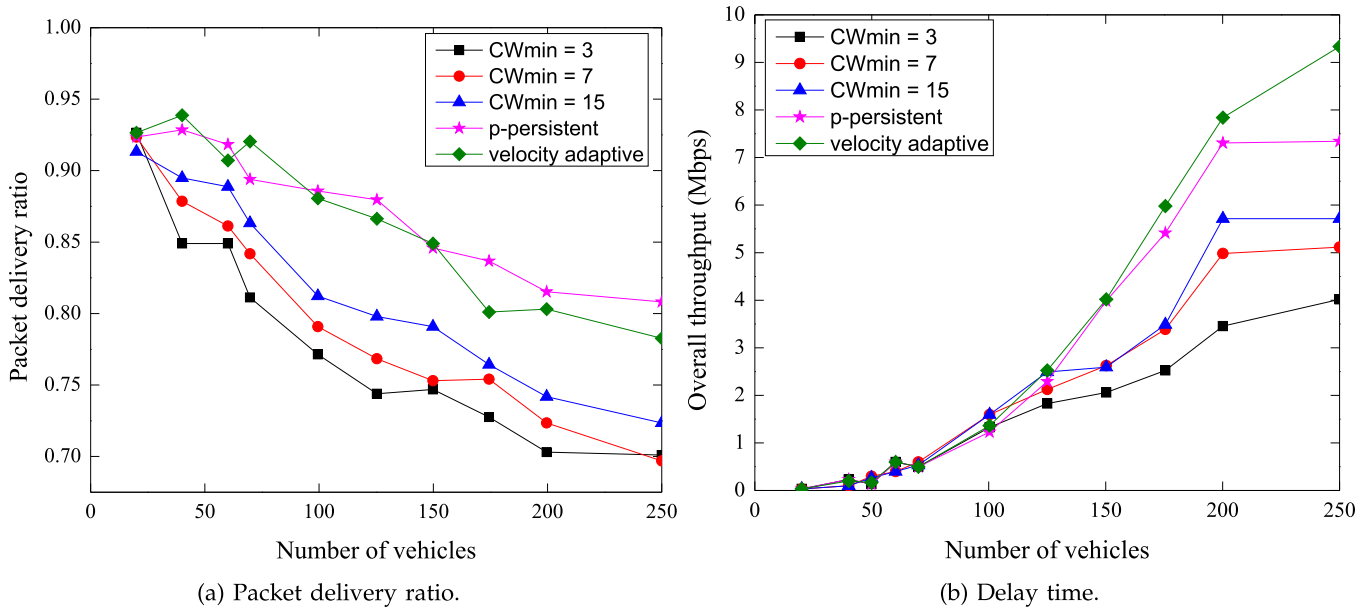 1.00
0.95
0.90
0.85
0.80
0.75
0.70
0
50
100
150
200
250
Packet delivery ratio
Number of vehicles
CWmin = 3
CWmin = 7
CWmin = 15
p-persistent
velocity adaptive
(a) Packet delivery ratio.
10
9
8
7
6
5
4
3
2
1
0
0
50
100
150
200
250
Overall throughput (Mbps)
Number of vehicles
CWmin = 3
CWmin = 7
CWmin = 15
p-persistent
velocity adaptive
(b) Delay time.